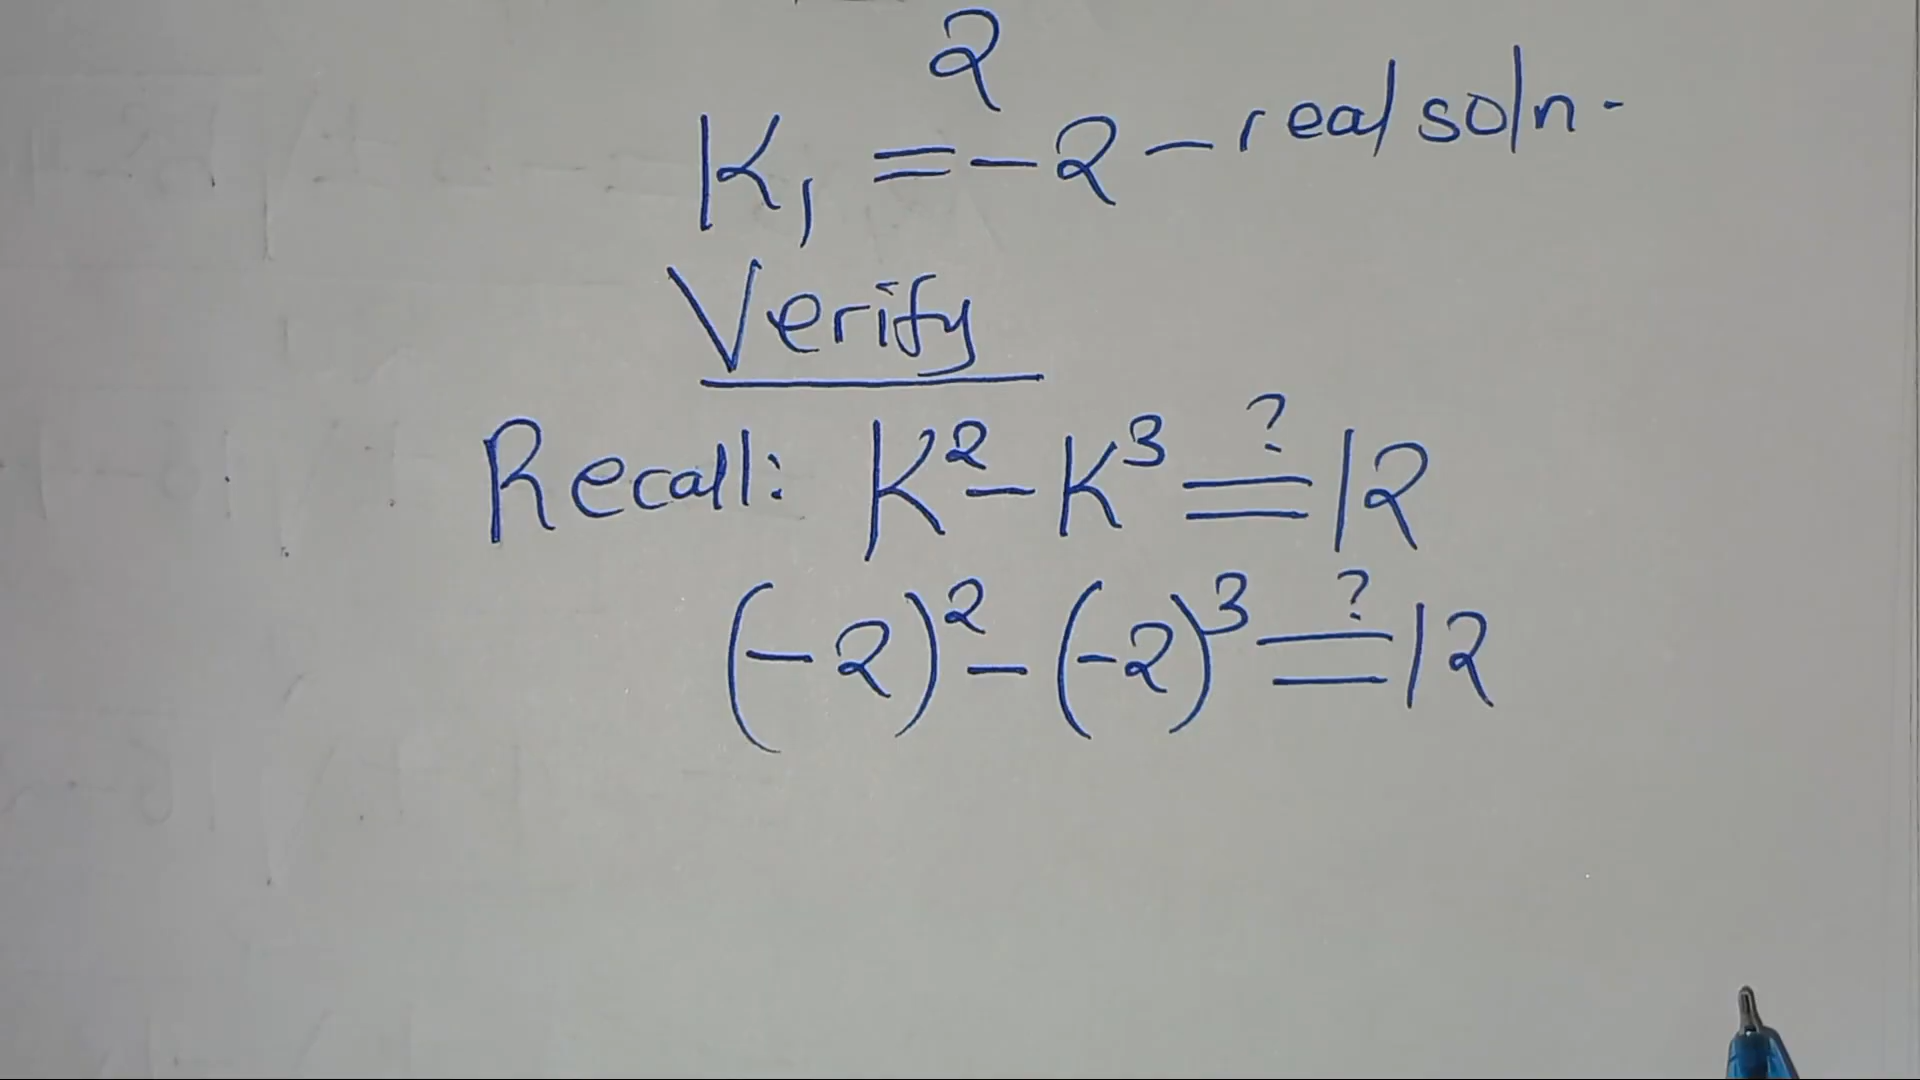 2
K₁ = -2 - real soln.
Verify
Recall: K² - K³ ≟ 12
(-2)² - (-2)³ ≟ 12